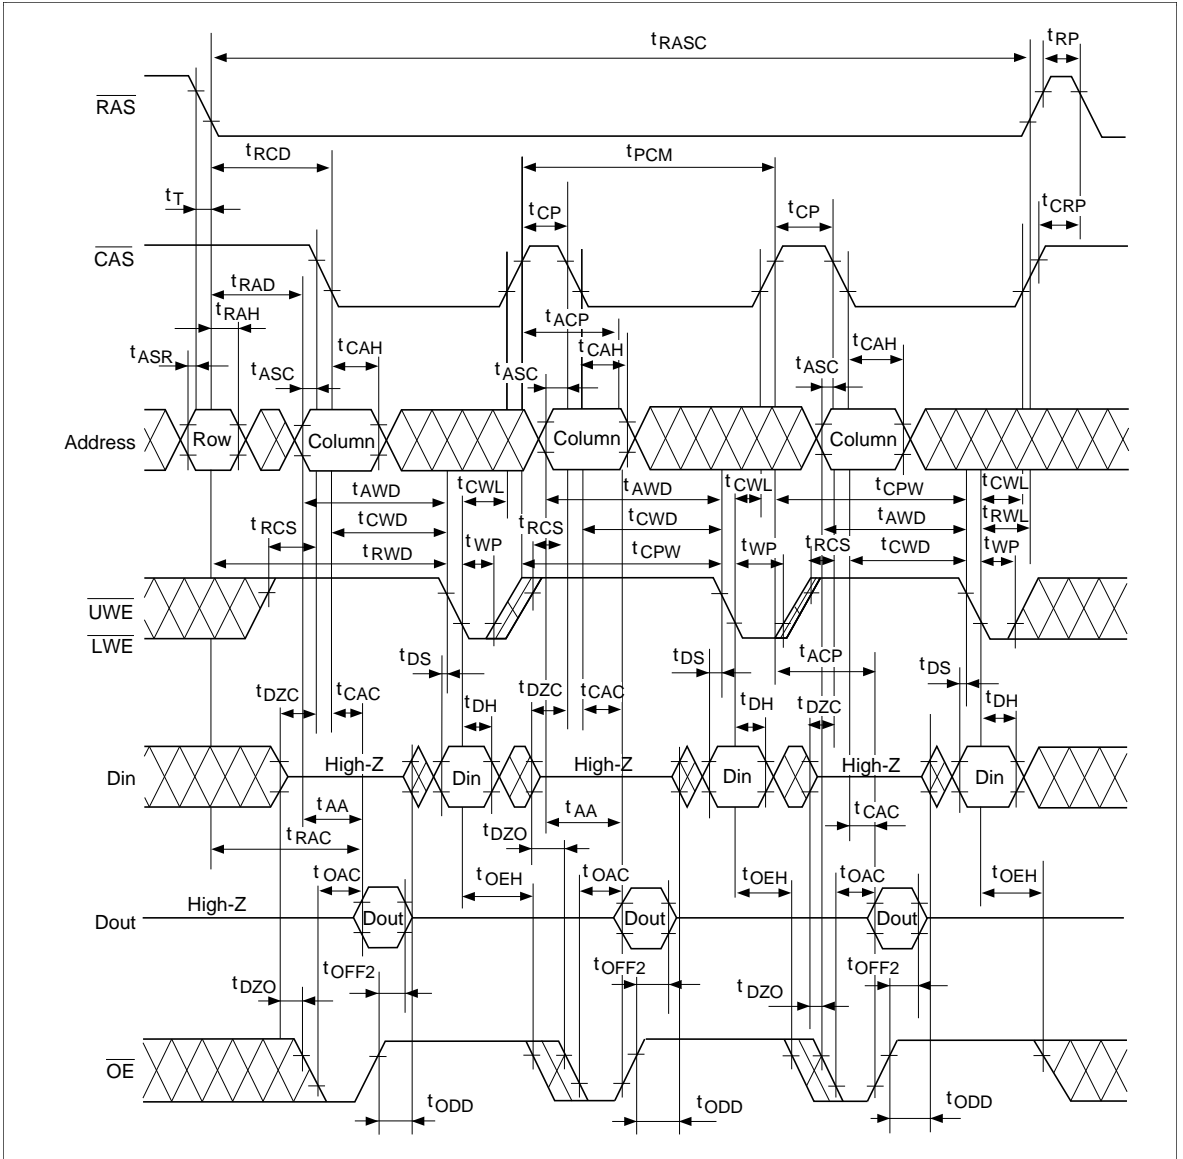 tRASC tRP
RAS
tRCD tPCM
tT tCP tCP tCRP
CAS
tRAD
tRAH tACP
tASR tCAH tCAH tCAH
tASC tASC tASC
Address Row Column Column Column
tAWD tCWL tAWD tCWL tCPW tCWL
tRCS tCWD tRCS tCWD tAWD tRWL
tRWD tWP tCPW tWP tRCS tCWD tWP
UWE
LWE
tDS tDS tACP tDS
tDZC tCAC tDH tDZC tCAC tDH tDZC tDH
Din High-Z Din High-Z Din High-Z Din
tAA tAA tCAC
tRAC tDZO
tOAC tOEH tOAC tOEH tOAC tOEH
High-Z
Dout Dout Dout Dout
tOFF2 tOFF2 tOFF2
tDZO tDZO
OE
tODD tODD tODD